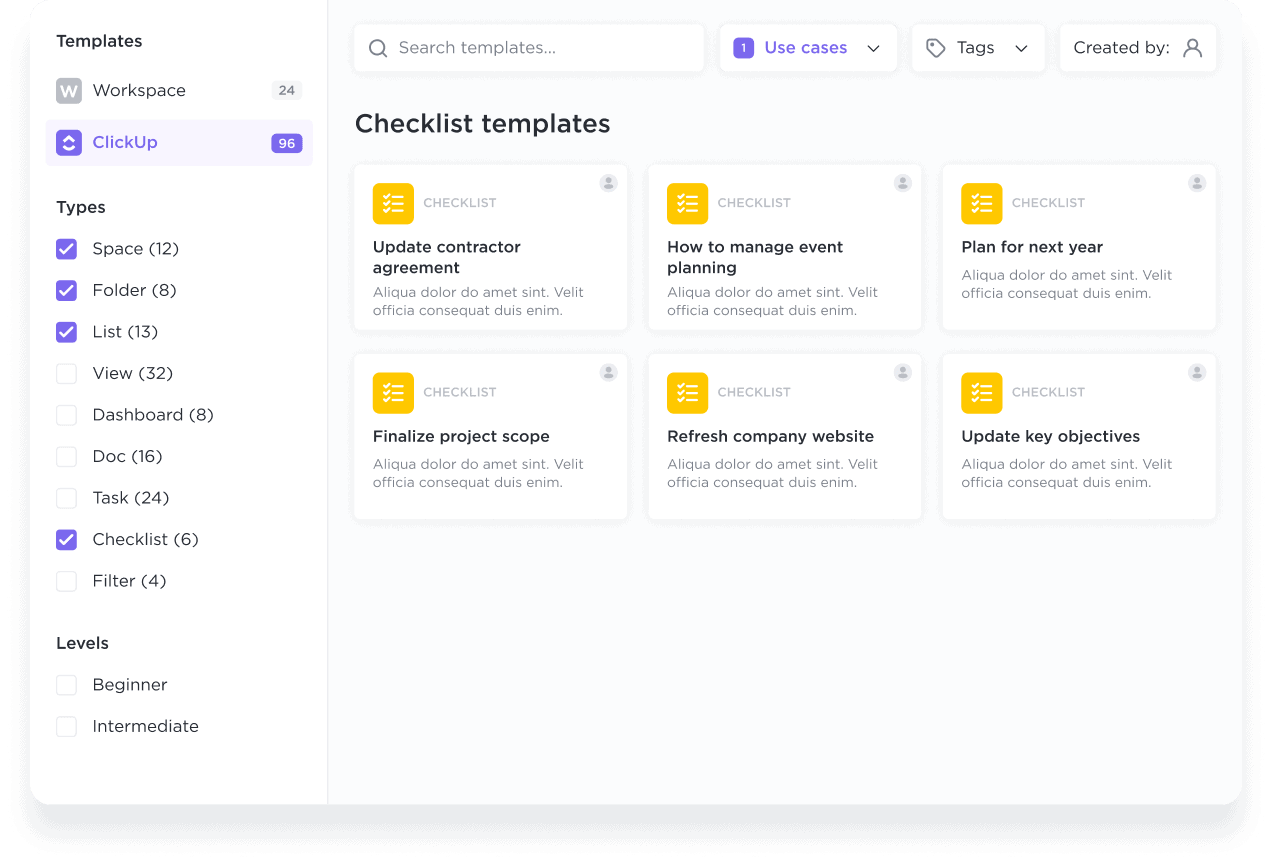 Templates
W Workspace 24
ClickUp 96
Types
Space (12)
Folder (8)
List (13)
View (32)
Dashboard (8)
Doc (16)
Task (24)
Checklist (6)
Filter (4)
Levels
Beginner
Intermediate
Search templates...
1 Use cases
Tags
Created by:
Checklist templates
CHECKLIST
Update contractor
agreement
Aliqua dolor do amet sint. Velit
officia consequat duis enim.
CHECKLIST
How to manage event
planning
Aliqua dolor do amet sint. Velit
officia consequat duis enim.
CHECKLIST
Plan for next year
Aliqua dolor do amet sint. Velit
officia consequat duis enim.
CHECKLIST
Finalize project scope
Aliqua dolor do amet sint. Velit
officia consequat duis enim.
CHECKLIST
Refresh company website
Aliqua dolor do amet sint. Velit
officia consequat duis enim.
CHECKLIST
Update key objectives
Aliqua dolor do amet sint. Velit
officia consequat duis enim.